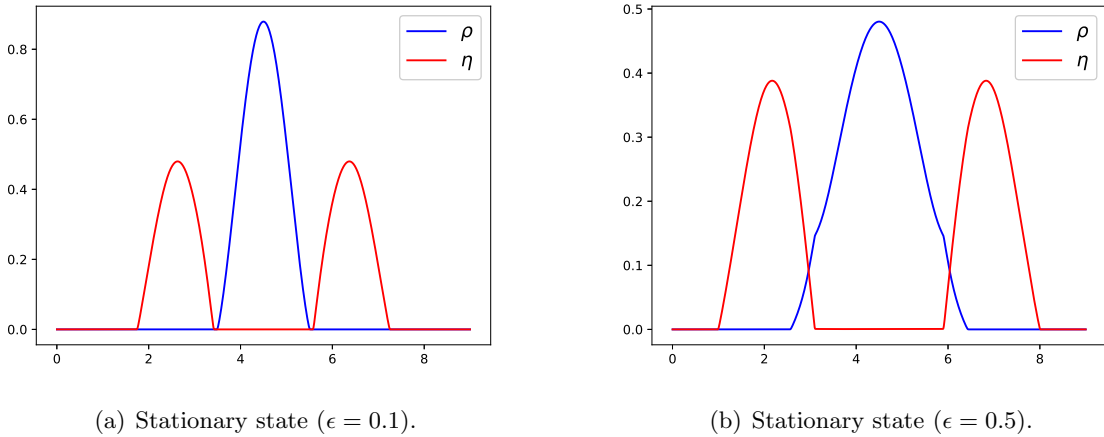 0.8
0.6
0.4
0.2
0.0
0 2 4 6 8
ρ
η
0.5
0.4
0.3
0.2
0.1
0.0
0 2 4 6 8
ρ
η
(a) Stationary state (ϵ = 0.1).
(b) Stationary state (ϵ = 0.5).